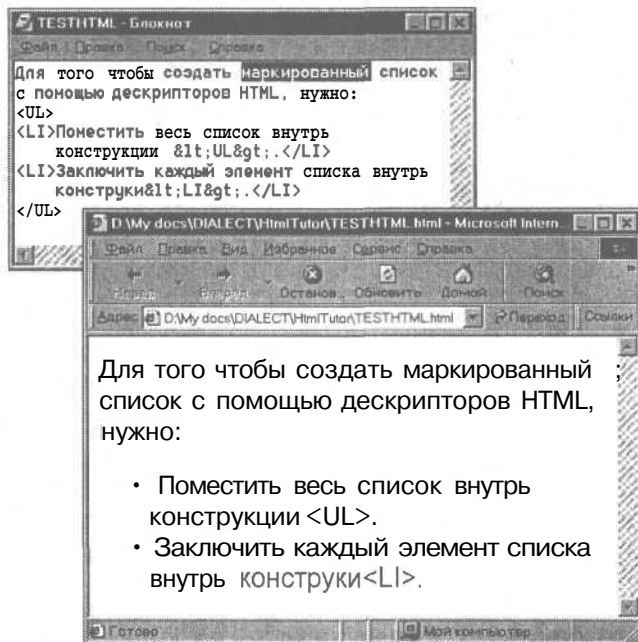 TESTHTML - Блокнот
Файл Правка Поиск Справка
Для того чтобы создать маркированный список
с помощью дескрипторов HTML, нужно:
<UL>
<LI>Поместить весь список внутрь
конструкции &lt;UL&gt;.</LI>
<LI>Заключить каждый элемент списка внутрь
конструки&lt;LI&gt;.</LI>
</UL>
D:\My docs\DIALECT\HtmlTutor\TESTHTML.html - Microsoft Intern...
Файл Правка Вид Избранное Сервис Справка
Останов... Обновить Домой Поиск
Адрес D:\My docs\DIALECT\HtmlTutor\TESTHTML.html Переход Ссылки
Для того чтобы создать маркированный
список с помощью дескрипторов HTML,
нужно:
• Поместить весь список внутрь
конструкции <UL>.
• Заключить каждый элемент списка
внутрь конструки<LI>.
Готово Мой компьютер